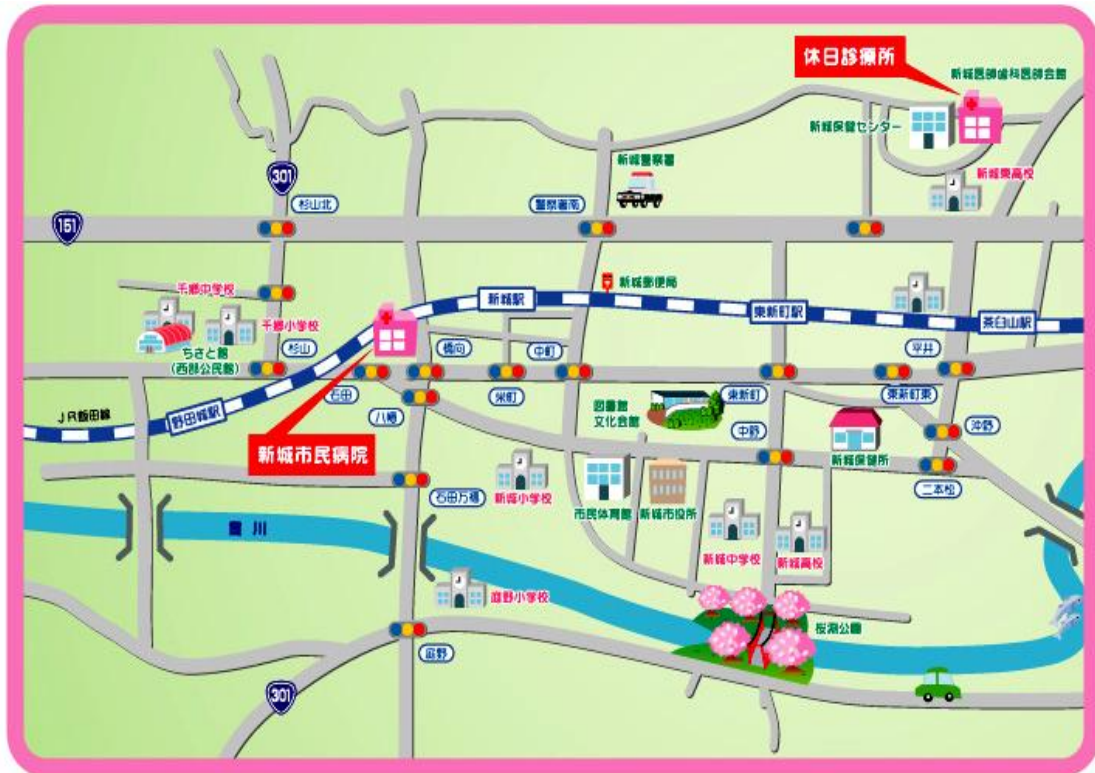 休日診療所
新城医師歯科医師会館
新城保健センター
新城警察署
新城東高校
301
杉山北
警察署南
151
千郷中学校
新城駅
新城郵便局
東新町駅
茶臼山駅
千郷小学校
ちさと館
(西部公民館)
杉山
橋向
中町
平井
JR飯田線
野田城駅
石田
八幡
栄町
図書館
文化会館
東新町
東新町東
新城市民病院
中野
新城保健所
沖野
石田万福
新城小学校
市民体育館
新城市役所
二本松
豊川
新城中学校
新城高校
庭野小学校
桜淵公園
庭野
301